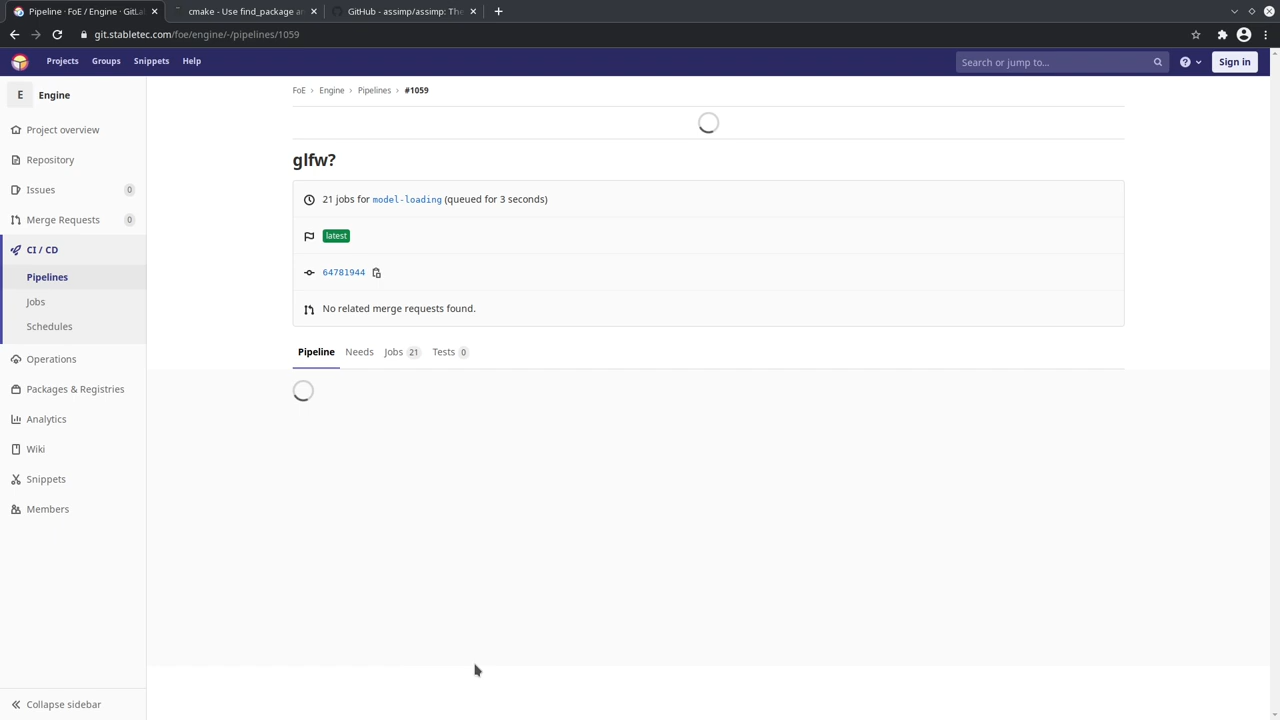 Pipeline · FoE / Engine · GitLa
cmake - Use find_package an
GitHub - assimp/assimp: The
git.stabletec.com/foe/engine/-/pipelines/1059
Projects Groups Snippets Help Search or jump to... Sign in
E Engine
FoE › Engine › Pipelines › #1059
Project overview
Repository
Issues 0
Merge Requests 0
CI / CD
Pipelines
Jobs
Schedules
Operations
Packages & Registries
Analytics
Wiki
Snippets
Members
Collapse sidebar
glfw?
21 jobs for model-loading (queued for 3 seconds)
latest
64781944
No related merge requests found.
Pipeline Needs Jobs 21 Tests 0